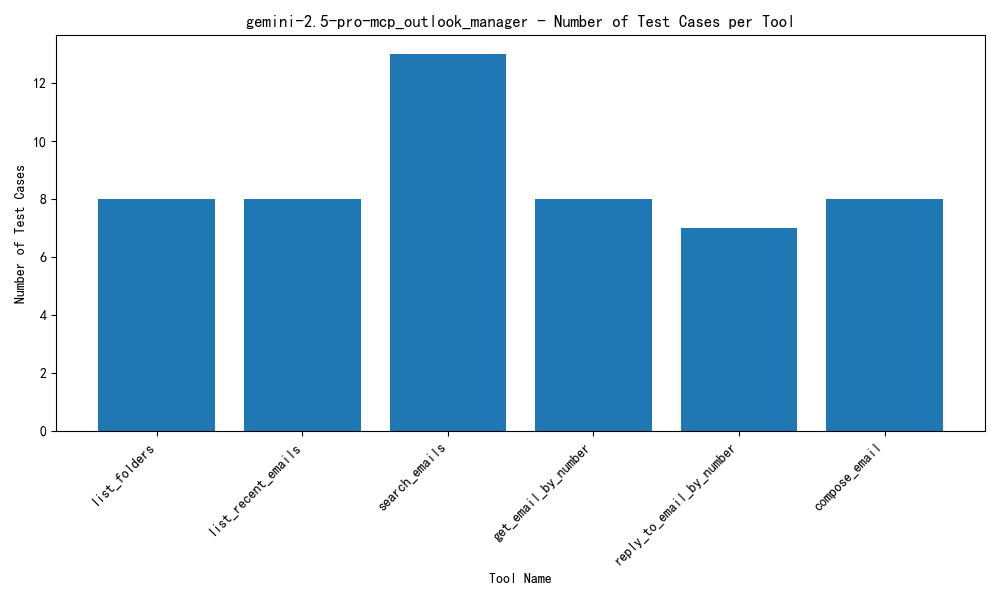 gemini-2.5-pro-mcp_outlook_manager - Number of Test Cases per Tool
Number of Test Cases
12
10
8
6
4
2
0
list_folders
list_recent_emails
search_emails
get_email_by_number
reply_to_email_by_number
compose_email
Tool Name